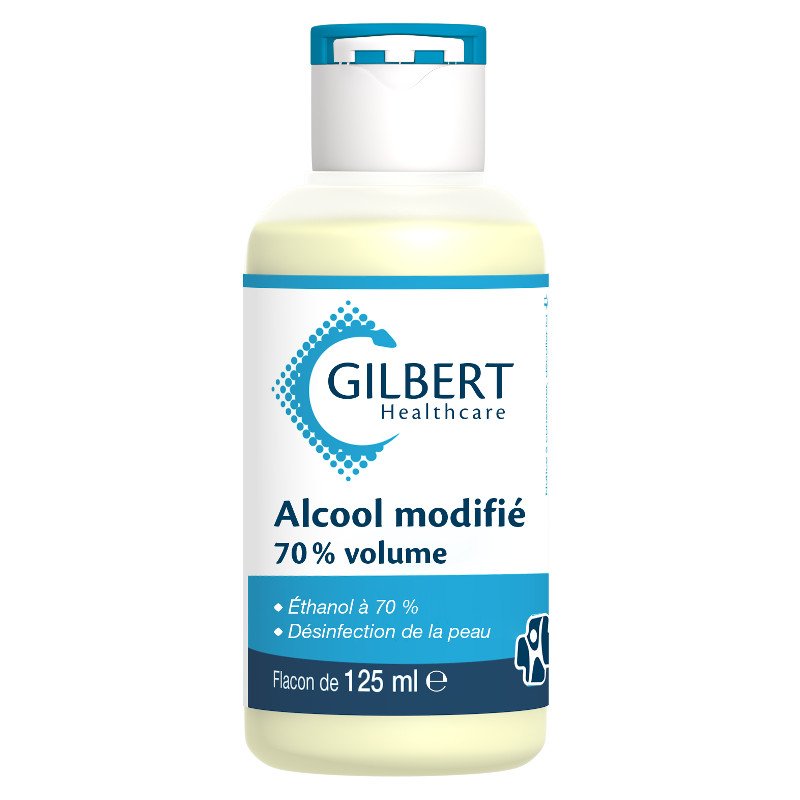 GILBERT
Healthcare
Alcool modifié
70 % volume
• Éthanol à 70 %
• Désinfection de la peau
Flacon de 125 ml ℮